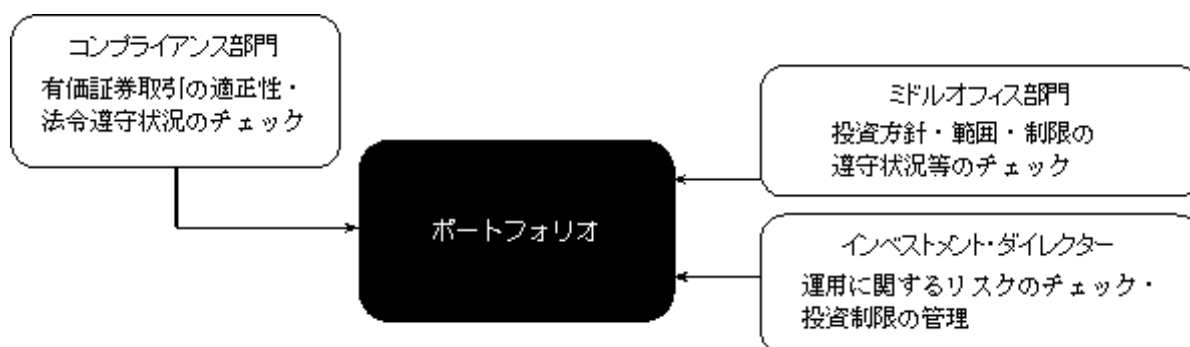 コンプライアンス部門
有価証券取引の適正性・
法令遵守状況のチェック
ミドルオフィス部門
投資方針・範囲・制限の
遵守状況等のチェック
ポートフォリオ
インベストメント・ダイレクター
運用に関するリスクのチェック・
投資制限の管理